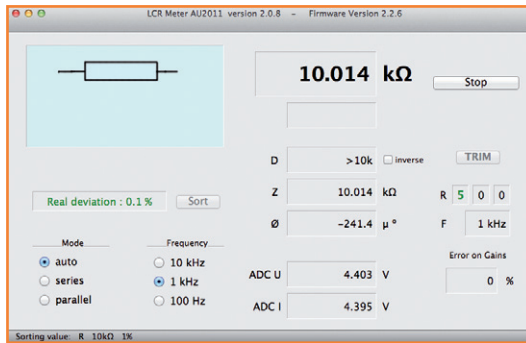 LCR Meter AU2011 version 2.0.8 – Firmware Version 2.2.6
10.014 kΩ
Stop
D >10k inverse
TRIM
Real deviation : 0.1 % Sort
Z 10.014 kΩ
R 5 0 0
Ø −241.4 µ °
F 1 kHz
Mode Frequency
Error on Gains
auto 10 kHz
series 1 kHz
parallel 100 Hz
ADC U 4.403 V
0 %
ADC I 4.395 V
Sorting value: R 10kΩ 1%